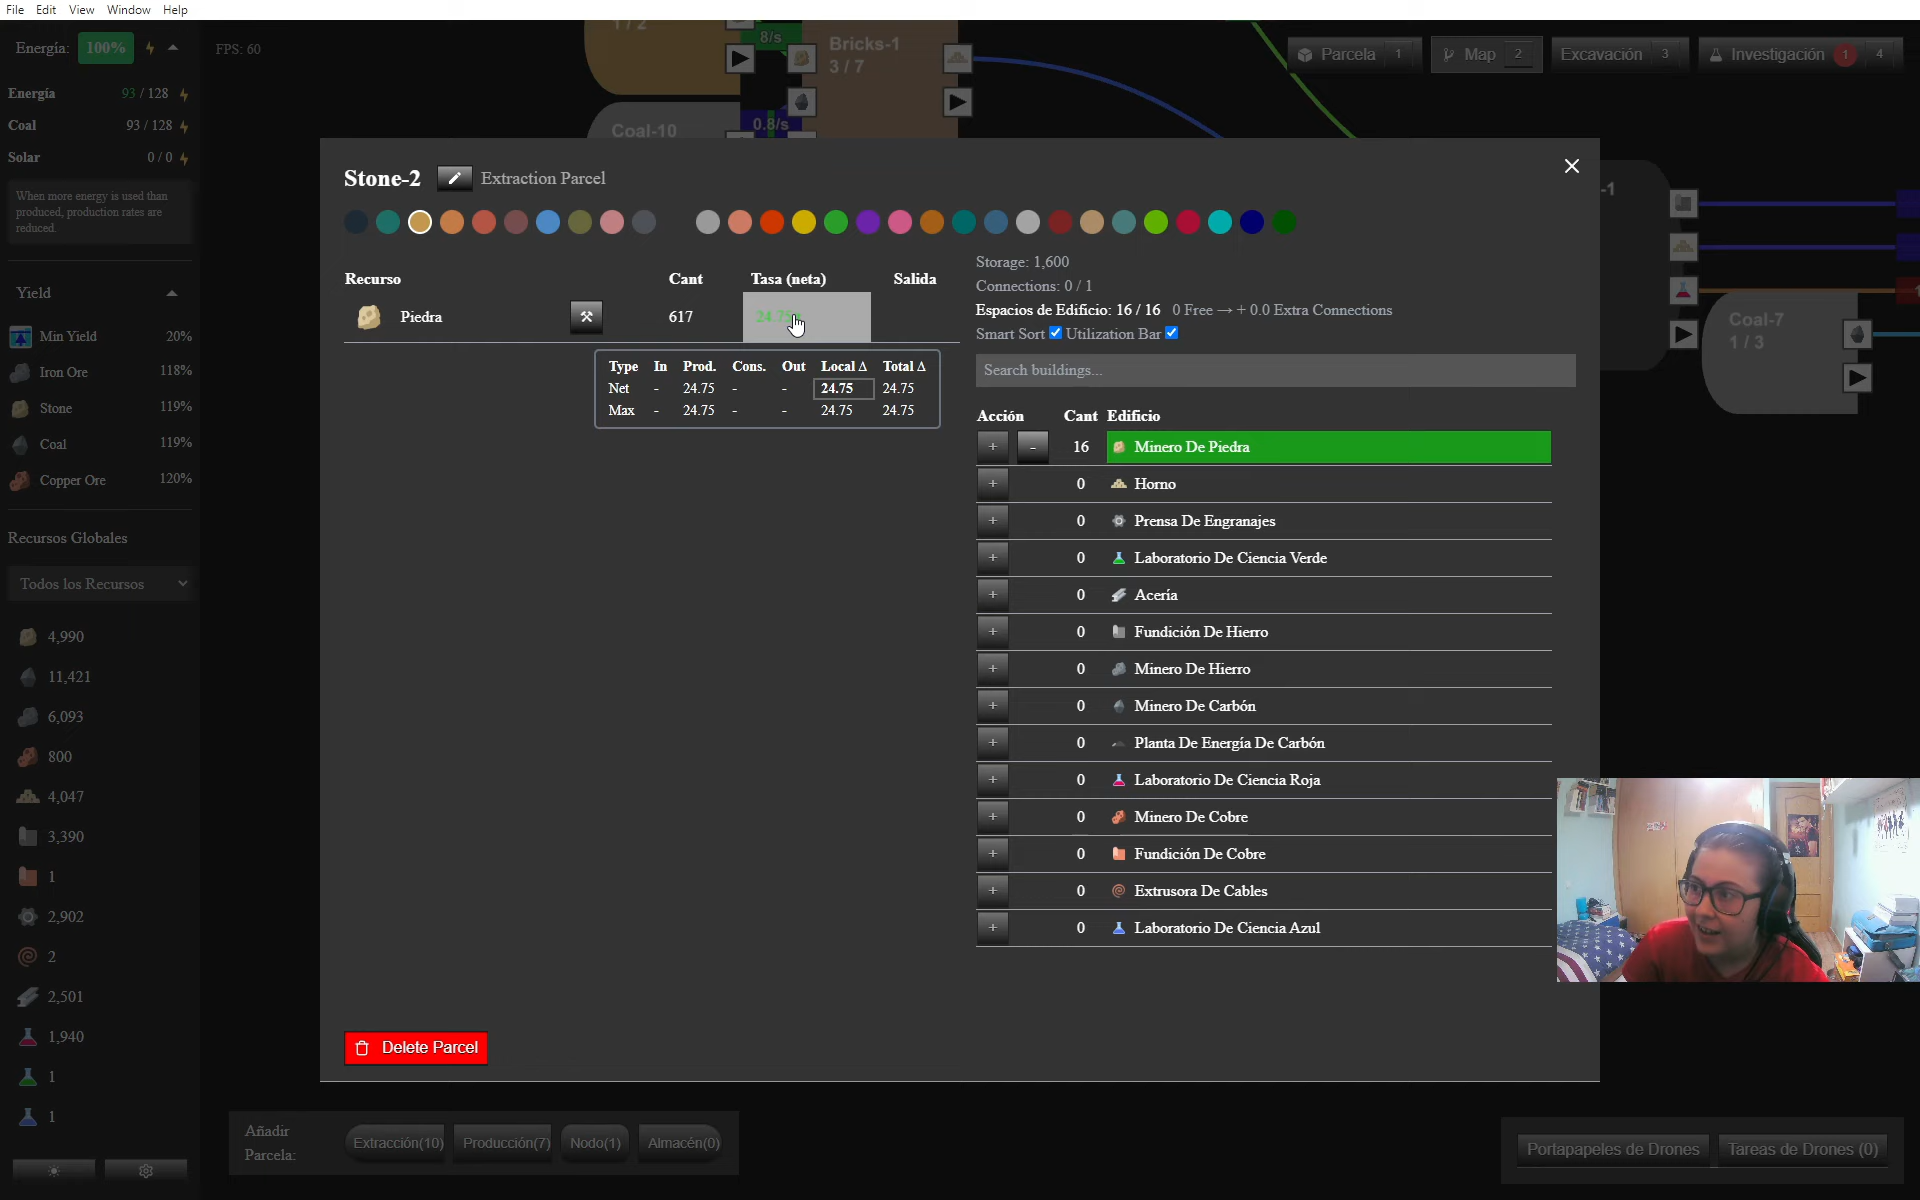 File Edit View Window Help
Energía: 100%
FPS: 60
Energía 93 / 128
Coal 93 / 128
Solar 0 / 0
When more energy is used than
produced, production rates are
reduced.
Yield
Min Yield 20%
Iron Ore 118%
Stone 119%
Coal 119%
Copper Ore 120%
Recursos Globales
Todos los Recursos
4,990
11,421
6,093
800
4,047
3,390
1
2,902
2
2,501
1,940
1
1
1 / 2
8/s
Bricks-1
3 / 7
Coal-10
0.8/s
Parcela 1
Map 2
Excavación 3
Investigación 1 4
-1
Coal-7
1 / 3
Stone-2 Extraction Parcel
Recurso Cant Tasa (neta) Salida
Piedra 617 24.75
Type In Prod. Cons. Out Local Δ Total Δ
Net - 24.75 - - 24.75 24.75
Max - 24.75 - - 24.75 24.75
Storage: 1,600
Connections: 0 / 1
Espacios de Edificio: 16 / 16 0 Free → + 0.0 Extra Connections
Smart Sort Utilization Bar
Search buildings...
Acción Cant Edificio
+ - 16 Minero De Piedra
+ 0 Horno
+ 0 Prensa De Engranajes
+ 0 Laboratorio De Ciencia Verde
+ 0 Acería
+ 0 Fundición De Hierro
+ 0 Minero De Hierro
+ 0 Minero De Carbón
+ 0 Planta De Energía De Carbón
+ 0 Laboratorio De Ciencia Roja
+ 0 Minero De Cobre
+ 0 Fundición De Cobre
+ 0 Extrusora De Cables
+ 0 Laboratorio De Ciencia Azul
Delete Parcel
Añadir
Parcela:
Extracción(10) Producción(7) Nodo(1) Almacén(0)
Portapapeles de Drones Tareas de Drones (0)